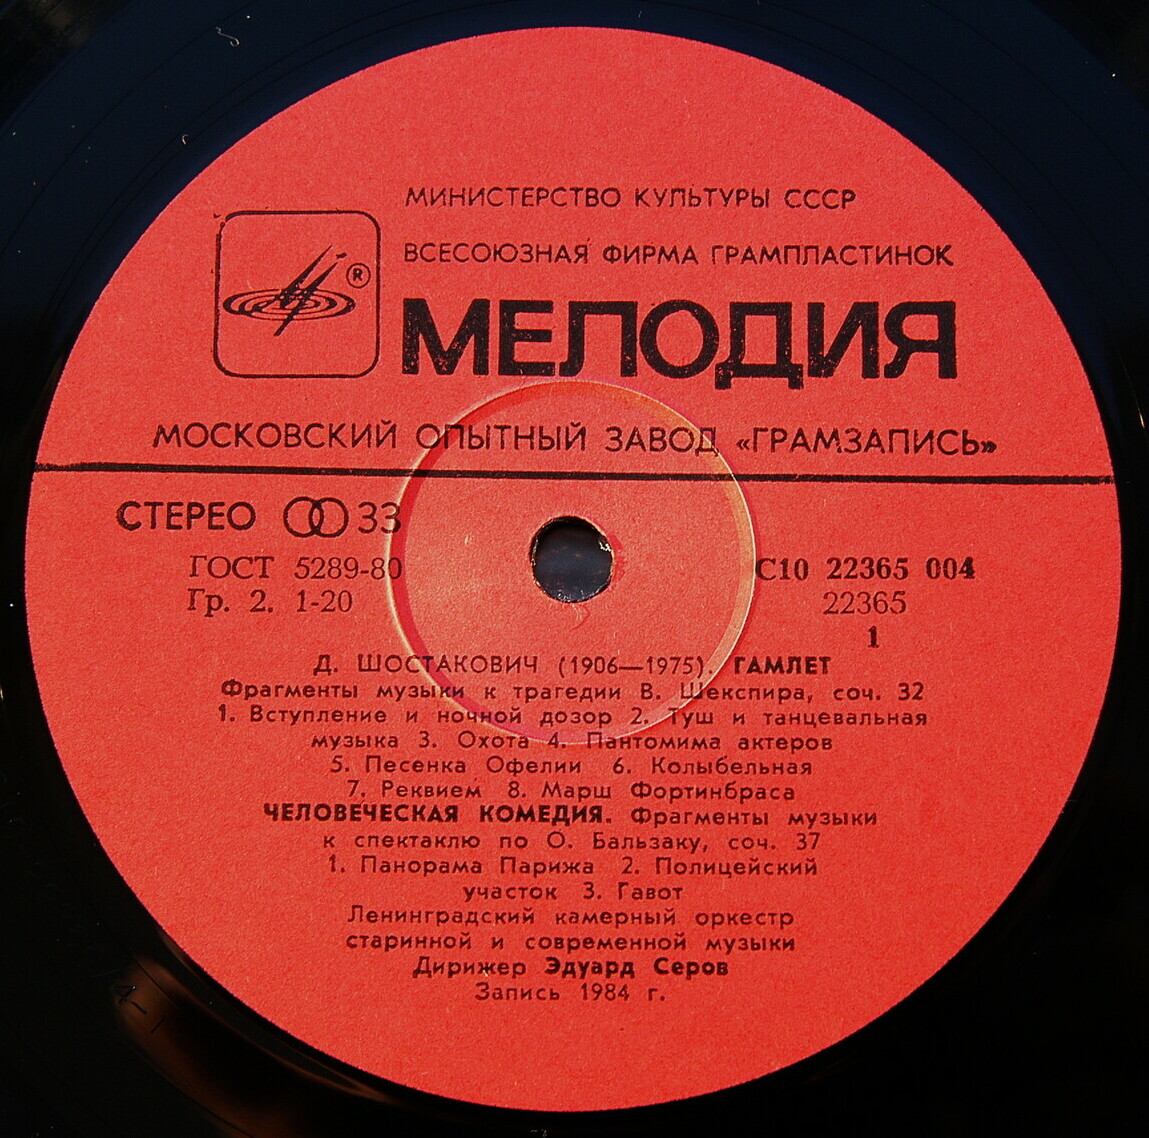 МИНИСТЕРСТВО КУЛЬТУРЫ СССР
ВСЕСОЮЗНАЯ ФИРМА ГРАМПЛАСТИНОК
®
МЕЛОДИЯ
МОСКОВСКИЙ ОПЫТНЫЙ ЗАВОД «ГРАМЗАПИСЬ»
СТЕРЕО 33
ГОСТ 5289-80
Гр. 2. 1-20
С10 22365 004
22365
1
Д. ШОСТАКОВИЧ (1906—1975). ГАМЛЕТ
Фрагменты музыки к трагедии В. Шекспира, соч. 32
1. Вступление и ночной дозор 2. Туш и танцевальная
музыка 3. Охота 4. Пантомима актеров
5. Песенка Офелии 6. Колыбельная
7. Реквием 8. Марш Фортинбраса
ЧЕЛОВЕЧЕСКАЯ КОМЕДИЯ. Фрагменты музыки
к спектаклю по О. Бальзаку, соч. 37
1. Панорама Парижа 2. Полицейский
участок 3. Гавот
Ленинградский камерный оркестр
старинной и современной музыки
Дирижер Эдуард Серов
Запись 1984 г.